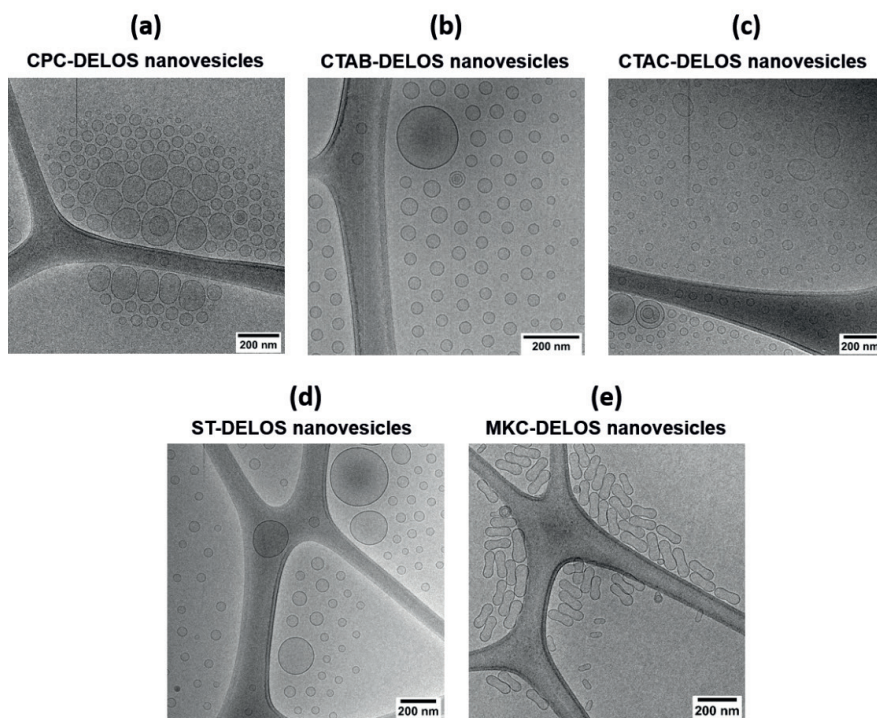 (a)
CPC-DELOS nanovesicles
200 nm
(b)
CTAB-DELOS nanovesicles
200 nm
(c)
CTAC-DELOS nanovesicles
200 nm
(d)
ST-DELOS nanovesicles
200 nm
(e)
MKC-DELOS nanovesicles
200 nm